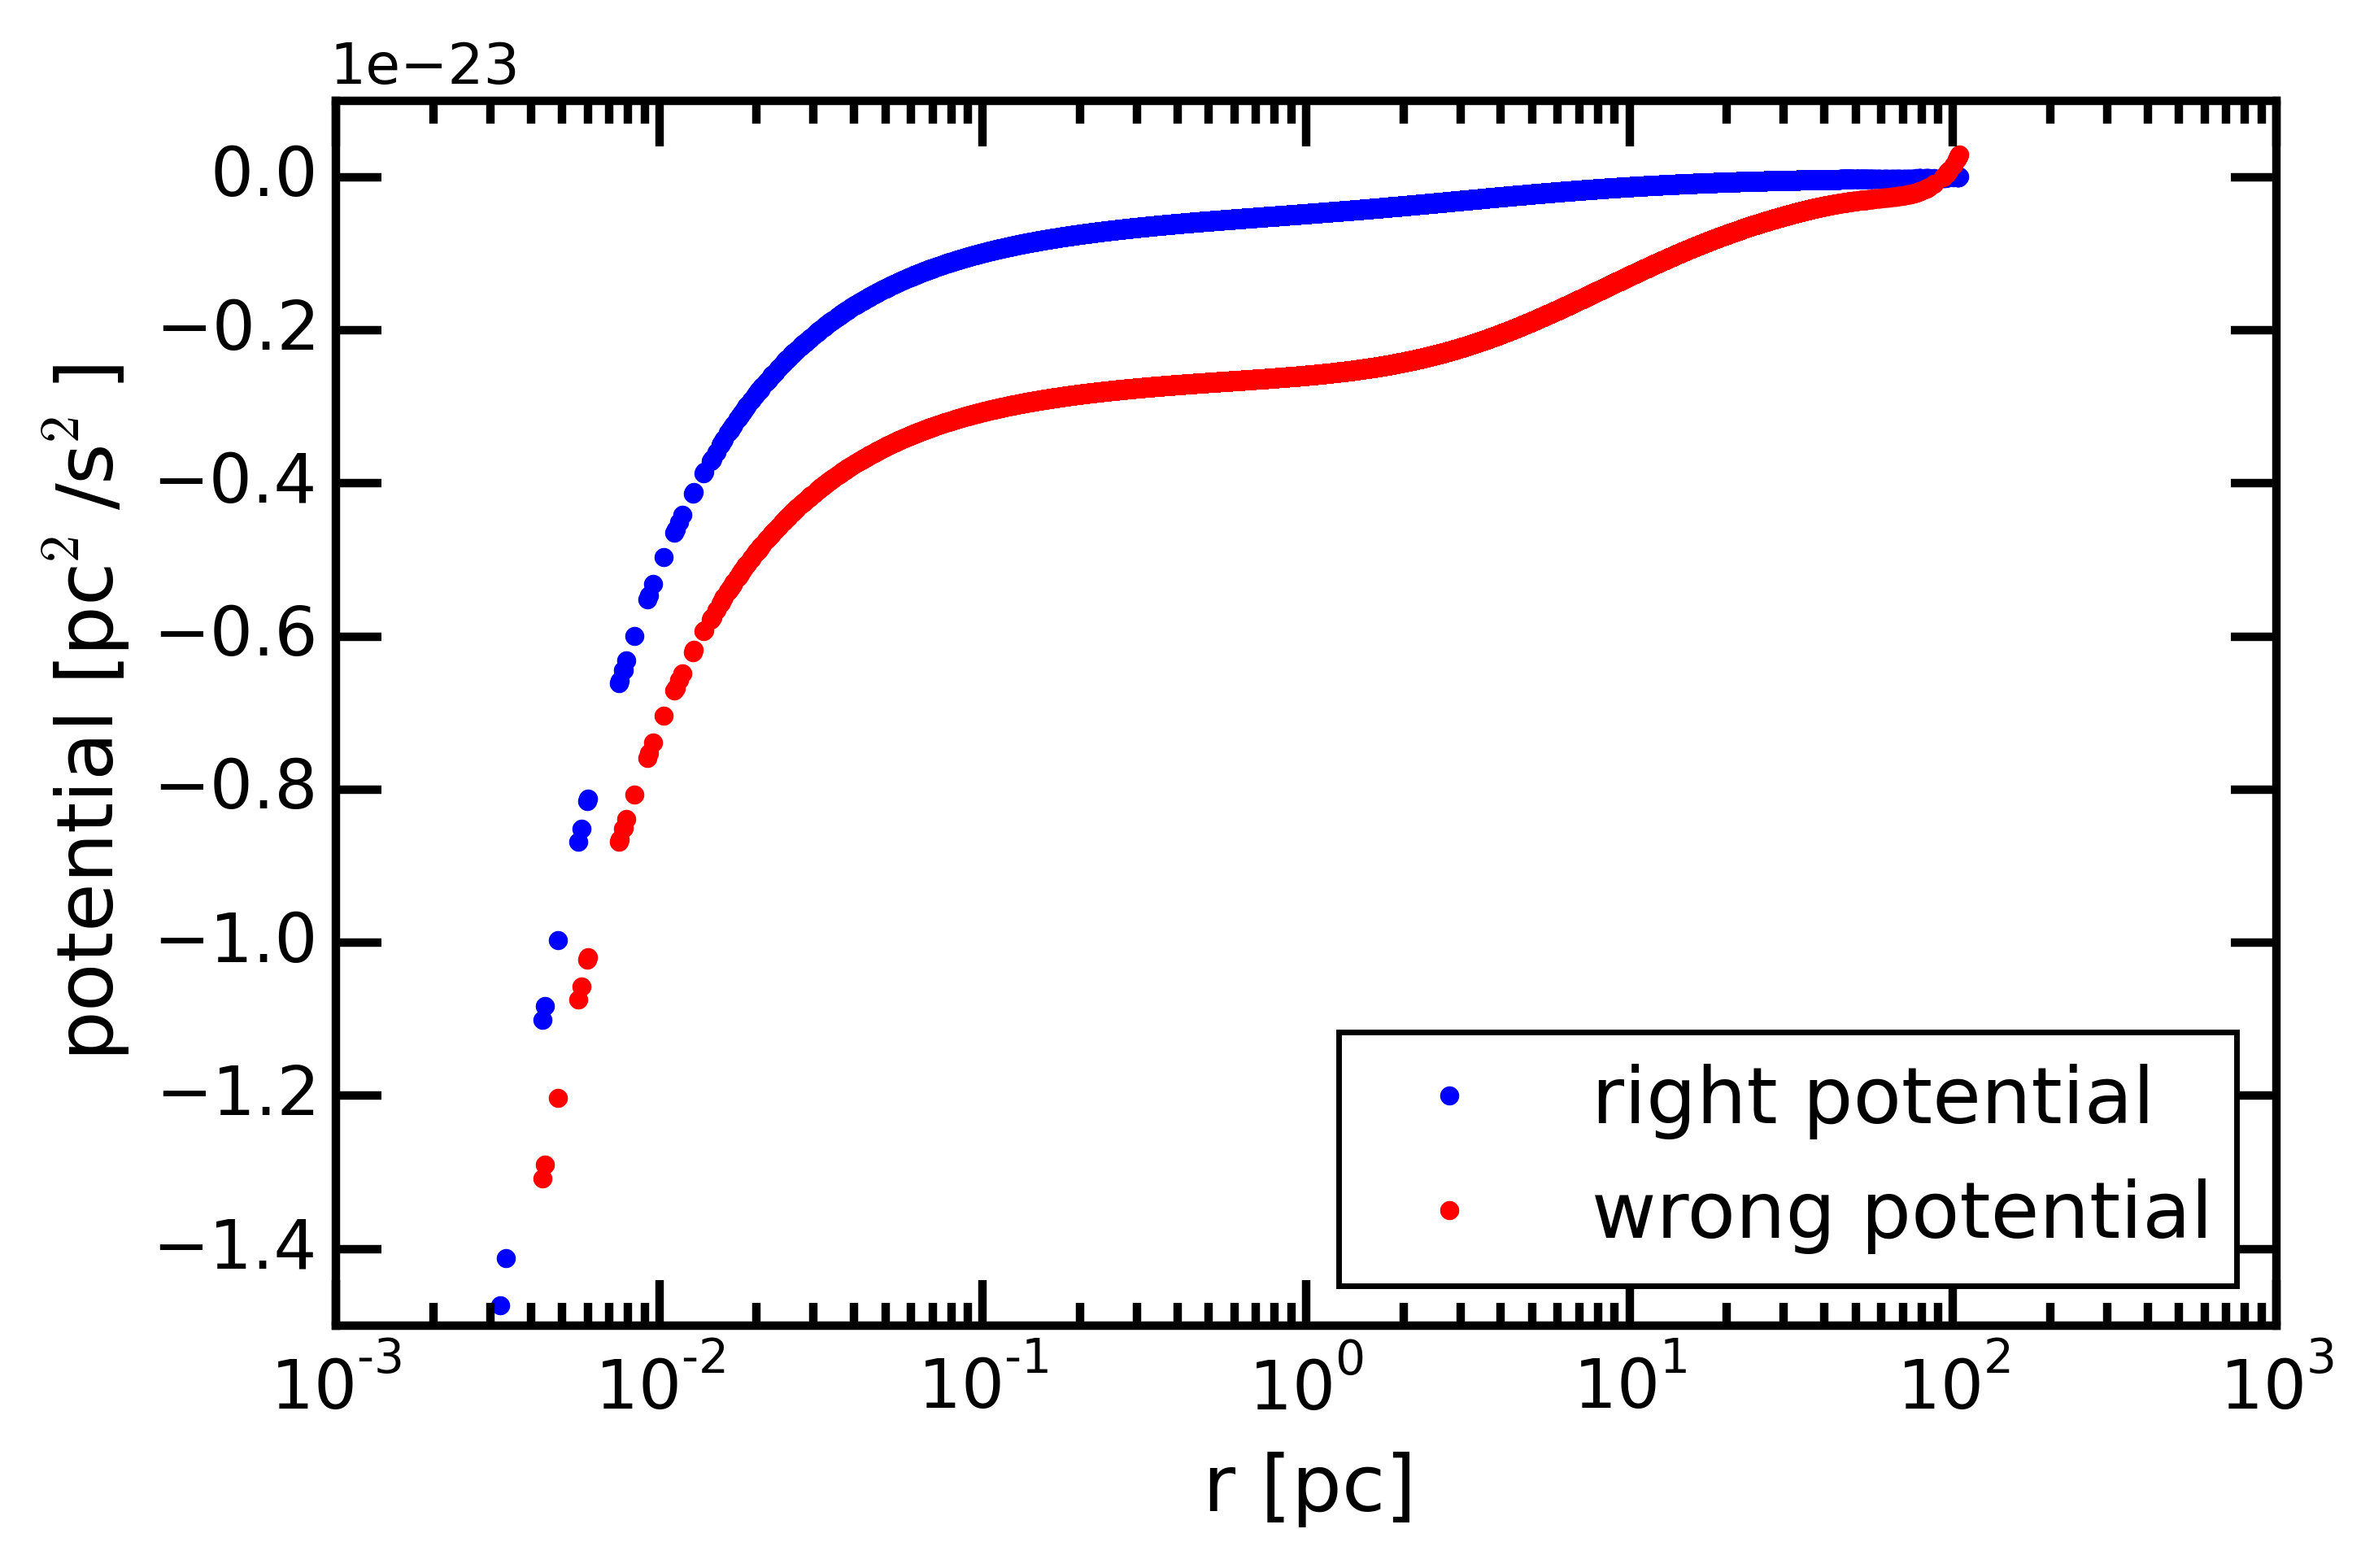 1e−23
0.0
−0.2
−0.4
−0.6
−0.8
−1.0
−1.2
−1.4
potential [pc² /s² ]
right potential
wrong potential
10⁻³ 10⁻² 10⁻¹ 10⁰ 10¹ 10² 10³
r [pc]